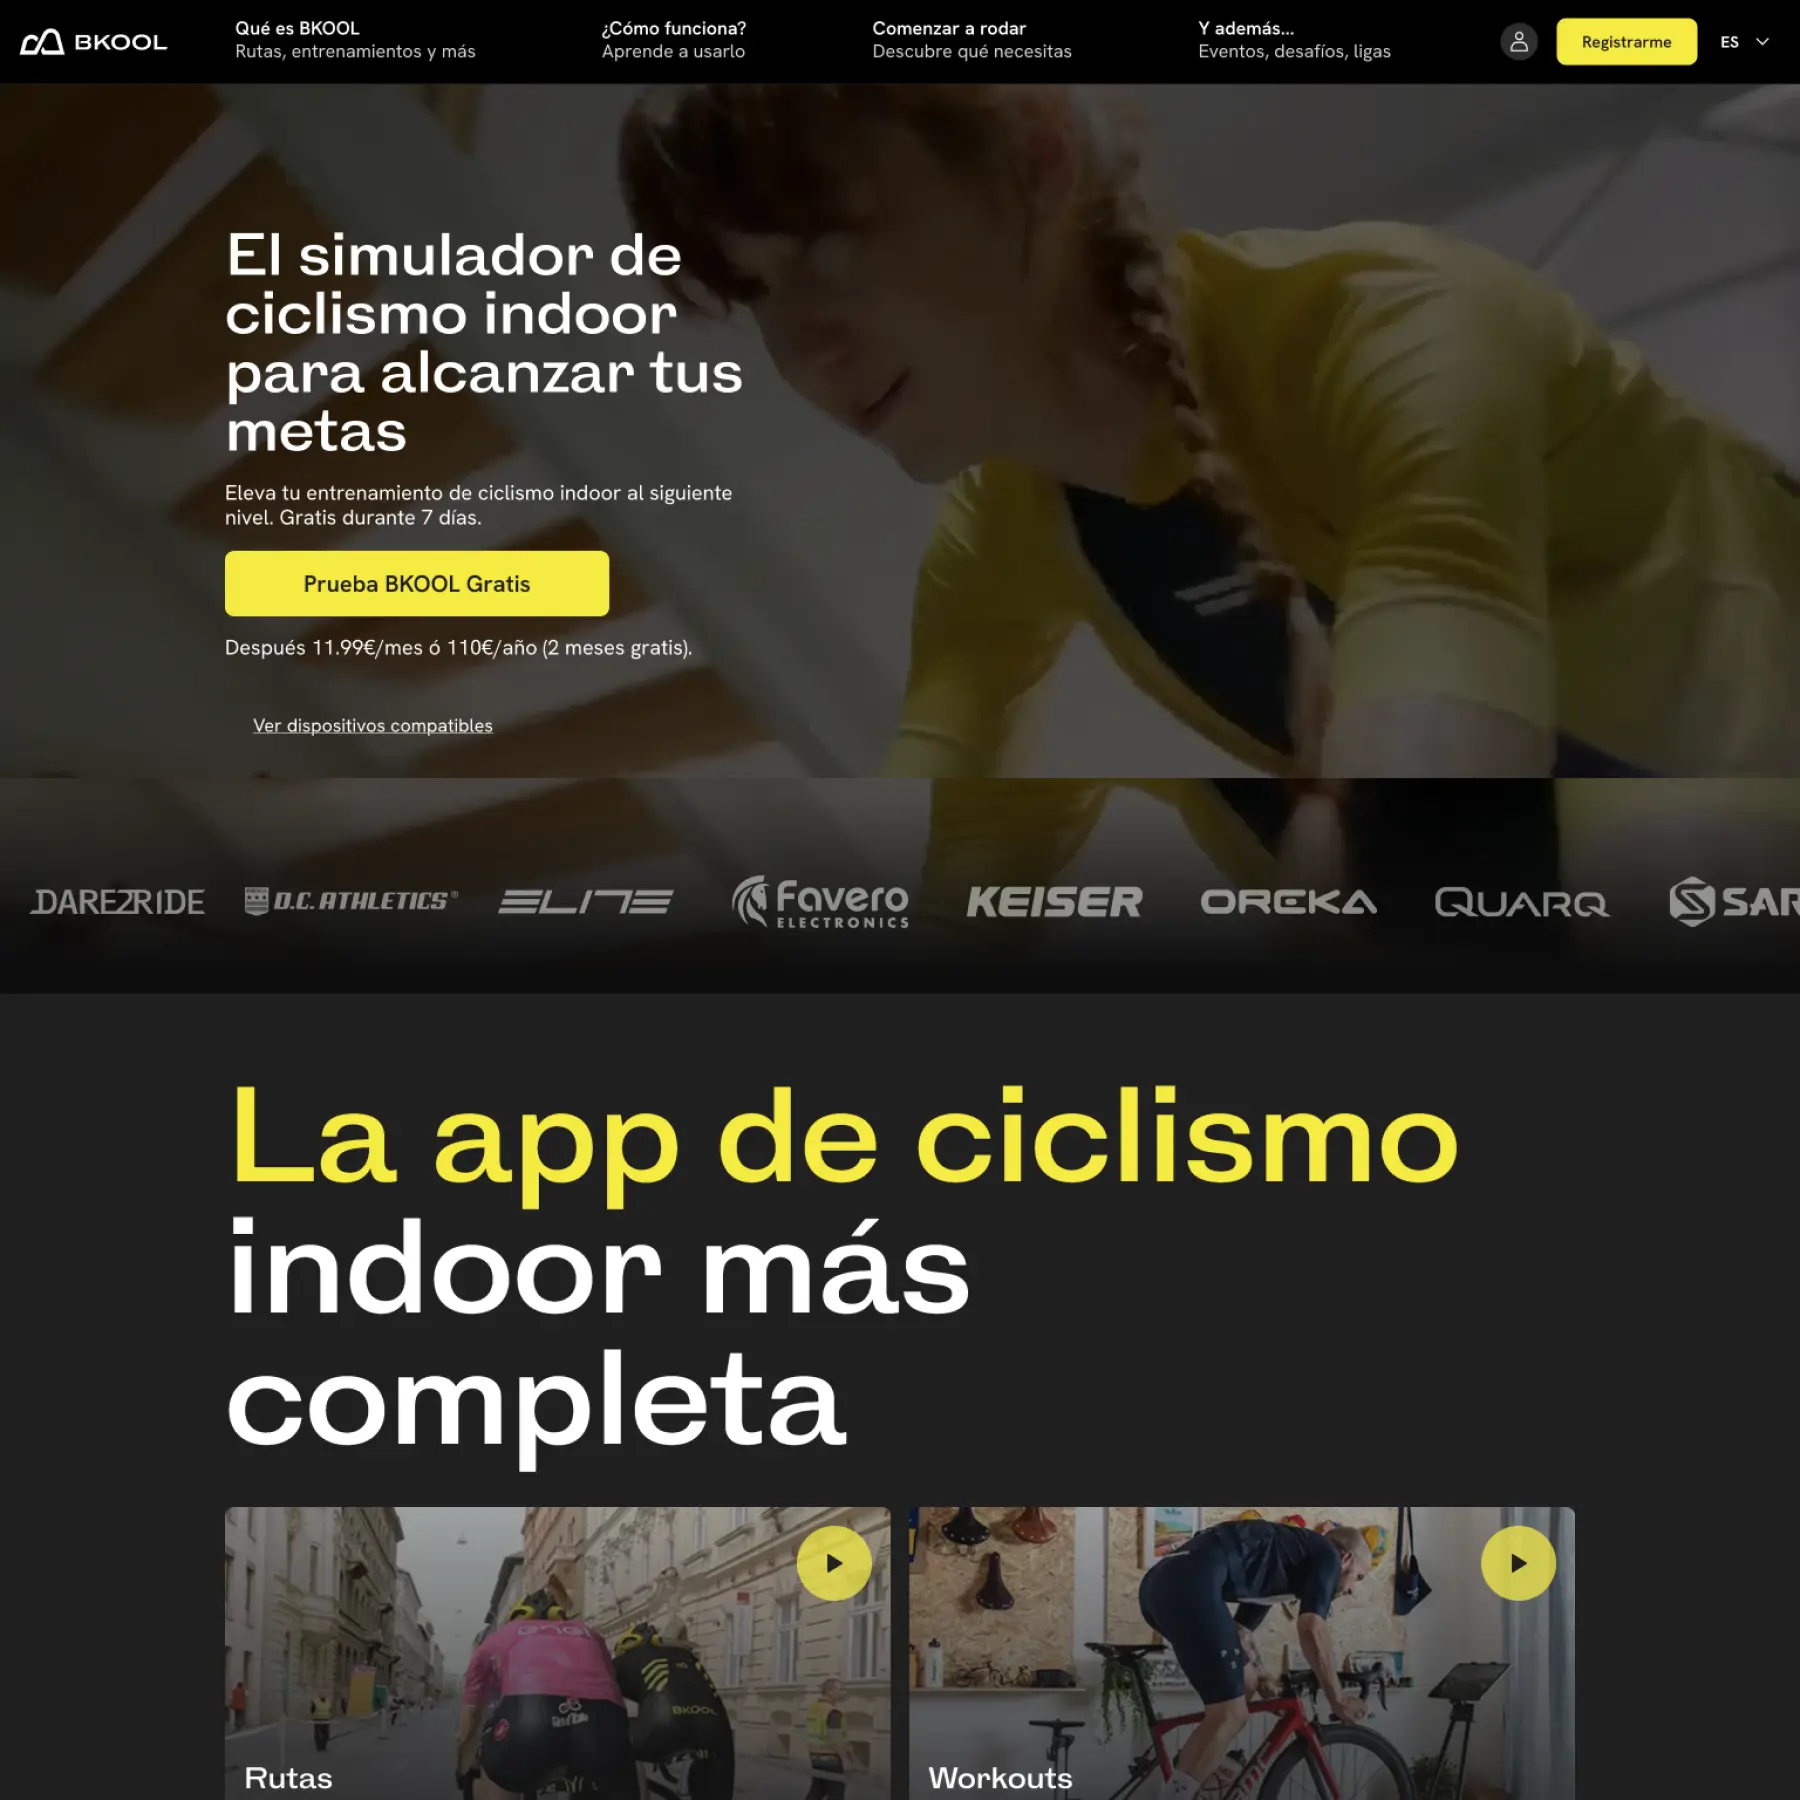 BKOOL
Qué es BKOOL
Rutas, entrenamientos y más
¿Cómo funciona?
Aprende a usarlo
Comenzar a rodar
Descubre qué necesitas
Y además...
Eventos, desafíos, ligas
Registrarme
ES
El simulador de
ciclismo indoor
para alcanzar tus
metas
Eleva tu entrenamiento de ciclismo indoor al siguiente
nivel. Gratis durante 7 días.
Prueba BKOOL Gratis
Después 11.99€/mes ó 110€/año (2 meses gratis).
Ver dispositivos compatibles
DARE2RIDE
D.C. ATHLETICS®
ELITE
Favero
ELECTRONICS
KEISER
OREKA
QUARQ
SAR
La app de ciclismo
indoor más
completa
enel
BKOOL
Rutas
Workouts